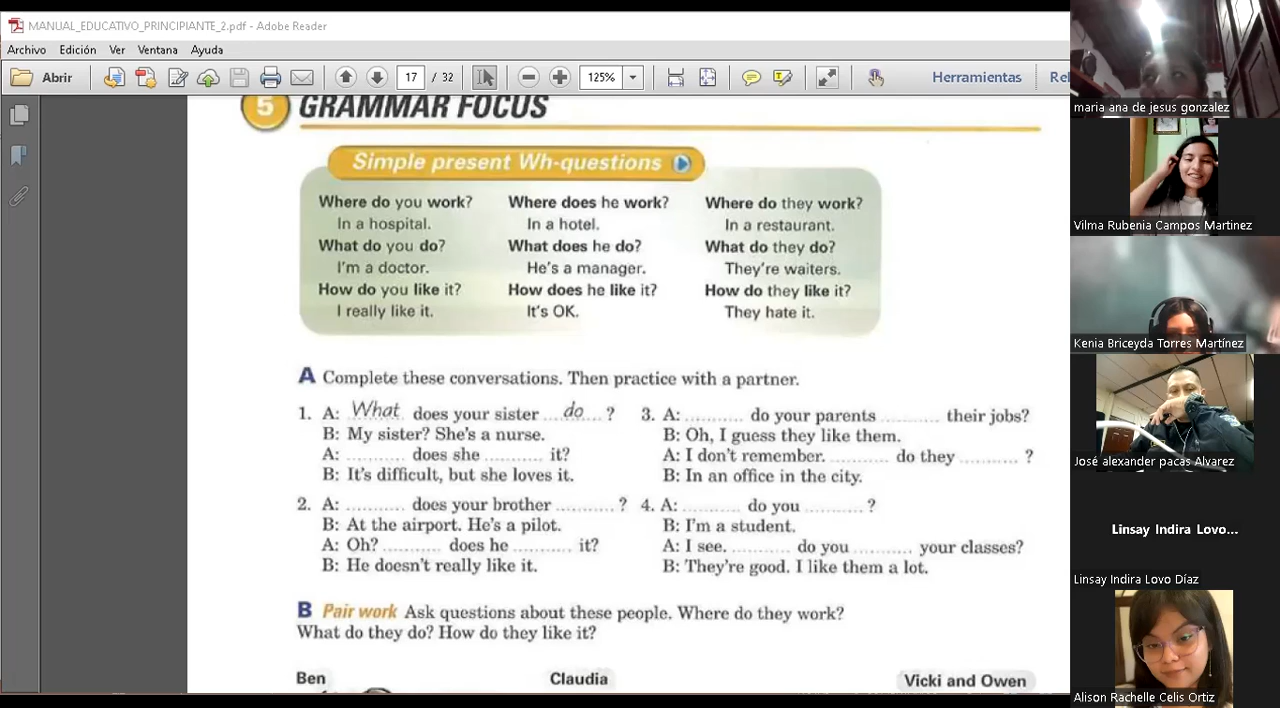 MANUAL_EDUCATIVO_PRINCIPIANTE_2.pdf - Adobe Reader
Archivo Edición Ver Ventana Ayuda
Abrir 17 / 32 125% Herramientas
5 GRAMMAR FOCUS
Simple present Wh-questions
Where do you work? Where does he work? Where do they work?
In a hospital. In a hotel. In a restaurant.
What do you do? What does he do? What do they do?
I'm a doctor. He's a manager. They're waiters.
How do you like it? How does he like it? How do they like it?
I really like it. It's OK. They hate it.
A Complete these conversations. Then practice with a partner.
1. A: What does your sister do ?
B: My sister? She's a nurse.
A: .......... does she .......... it?
B: It's difficult, but she loves it.
2. A: .......... does your brother .......... ?
B: At the airport. He's a pilot.
A: Oh? .......... does he .......... it?
B: He doesn't really like it.
3. A: .......... do your parents .......... their jobs?
B: Oh, I guess they like them.
A: I don't remember. .......... do they .......... ?
B: In an office in the city.
4. A: .......... do you .......... ?
B: I'm a student.
A: I see. .......... do you .......... your classes?
B: They're good. I like them a lot.
B Pair work Ask questions about these people. Where do they work?
What do they do? How do they like it?
Ben Claudia Vicki and Owen
maria ana de jesus gonzalez
Vilma Rubenia Campos Martinez
Kenia Briceyda Torres Martínez
José alexander pacas Alvarez
Linsay Indira Lovo...
Linsay Indira Lovo Díaz
Alison Rachelle Celis Ortiz